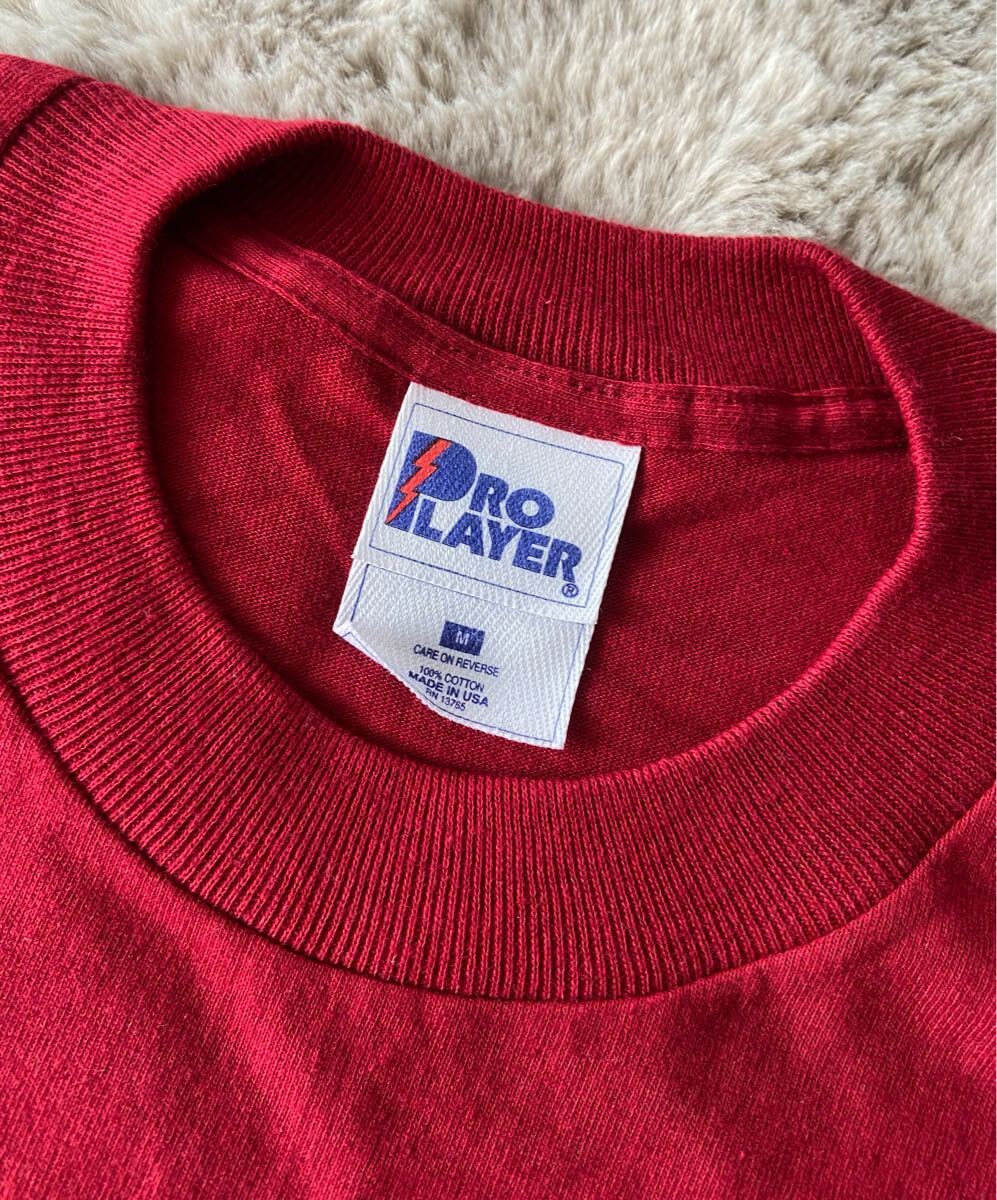 PRO
PLAYER®
M
CARE ON REVERSE
100% COTTON
MADE IN USA
RN 13765